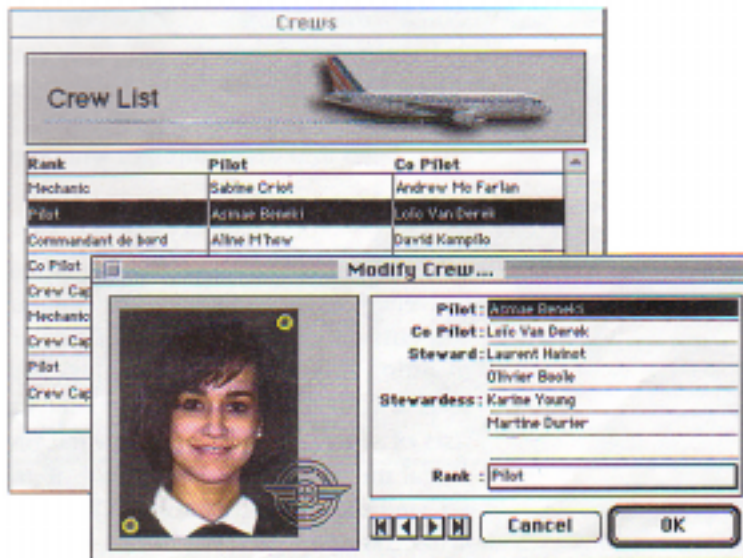 Crews
Crew List
Rank Pilot Co Pilot
Mechanic Sabine Criot Andrew Mc Farlan
Pilot Asmae Beneki Loïc Van Derek
Commandant de bord Aline M'how David Kampilo
Co Pilot
Crew Cap
Mechanic
Crew Cap
Pilot
Crew Cap
Modify Crew...
Pilot: Asmae Beneki
Co Pilot: Loïc Van Derek
Steward: Laurent Hainot
Olivier Boole
Stewardess: Karine Young
Martine Durier
Rank : Pilot
Cancel OK